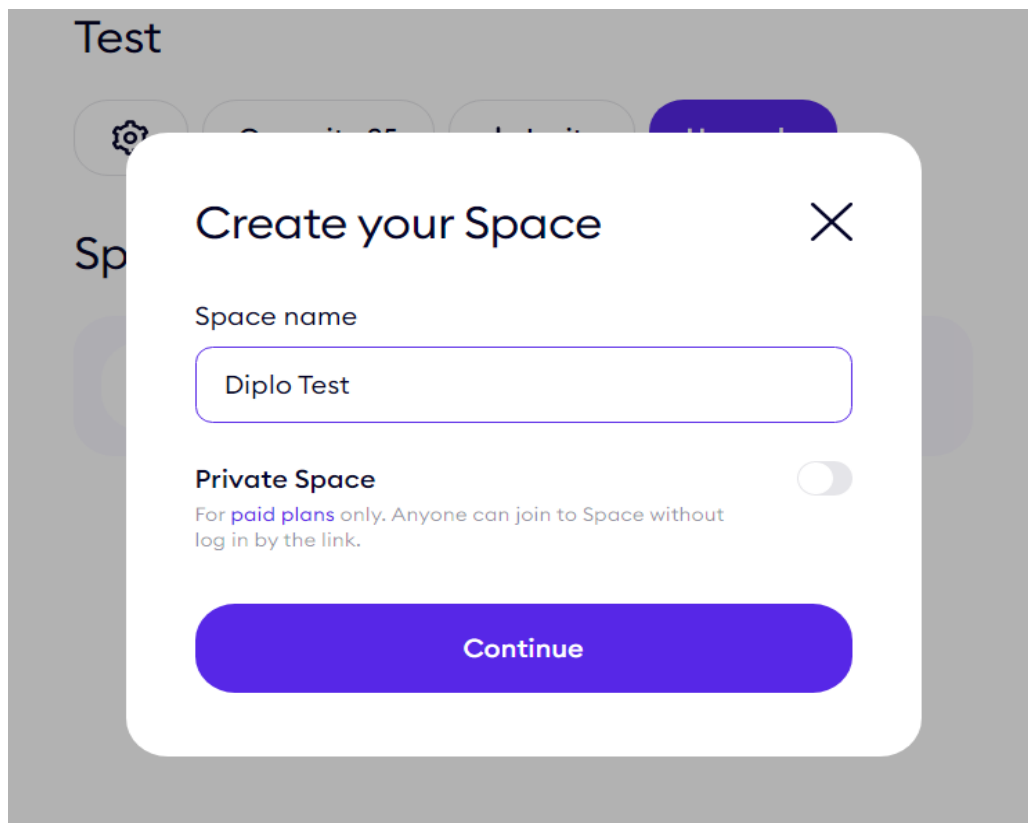 Test
Create your Space
Space name
Diplo Test
Private Space
For paid plans only. Anyone can join to Space without
log in by the link.
Continue